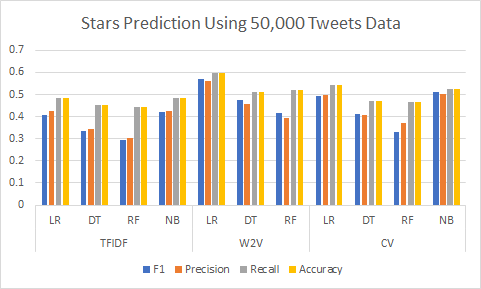 Stars Prediction Using 50,000 Tweets Data
0.7
0.6
0.5
0.4
0.3
0.2
0.1
0
LR DT RF NB LR DT RF LR DT RF NB
TFIDF W2V CV
F1 Precision Recall Accuracy